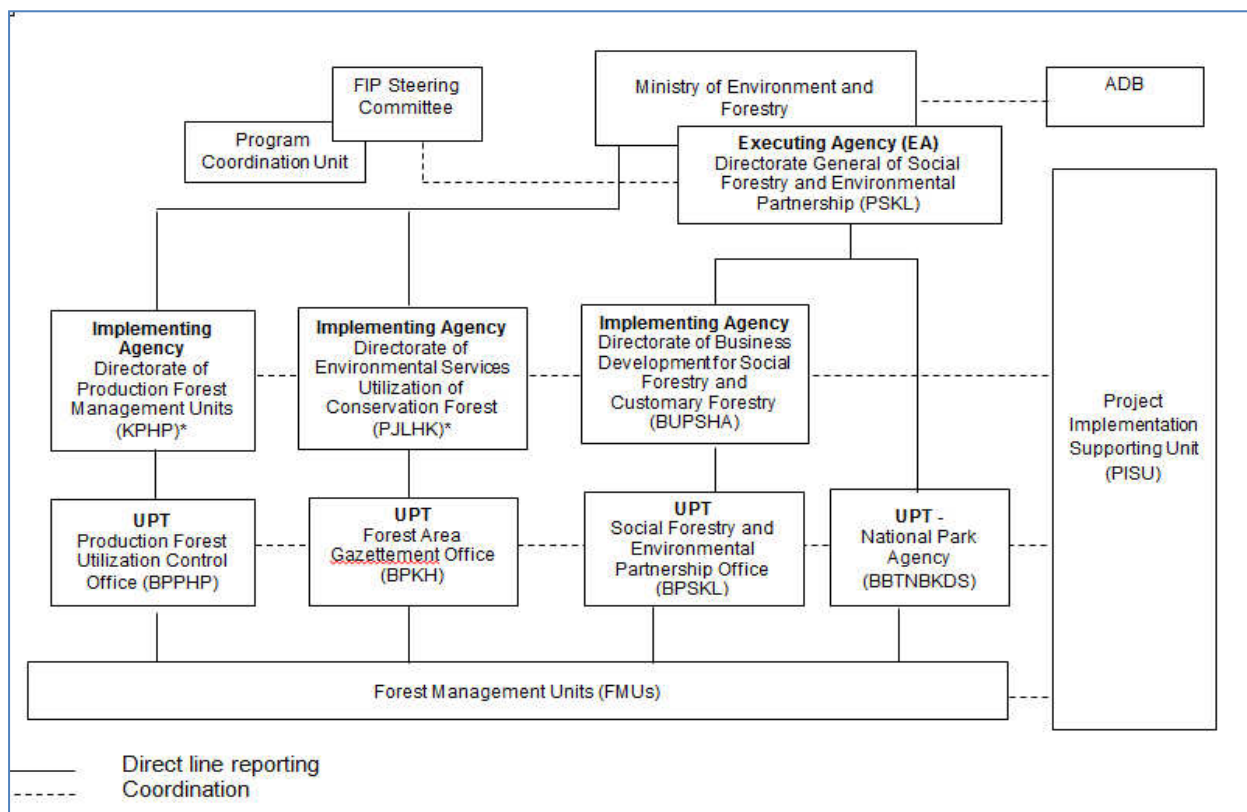 FIP Steering
Committee
Program
Coordination Unit
Ministry of Environment and
Forestry
ADB
Executing Agency (EA)
Directorate General of Social
Forestry and Environmental
Partnership (PSKL)
Implementing
Agency
Directorate of
Production Forest
Management Units
(KPHP)*
Implementing Agency
Directorate of
Environmental Services
Utilization of
Conservation Forest
(PJLHK)*
Implementing Agency
Directorate of Business
Development for Social
Forestry and
Customary Forestry
(BUPSHA)
Project
Implementation
Supporting Unit
(PISU)
UPT
Production Forest
Utilization Control
Office (BPPHP)
UPT
Forest Area
Gazettement Office
(BPKH)
UPT
Social Forestry and
Environmental
Partnership Office
(BPSKL)
UPT -
National Park
Agency
(BBTNBKDS)
Forest Management Units (FMUs)
Direct line reporting
Coordination